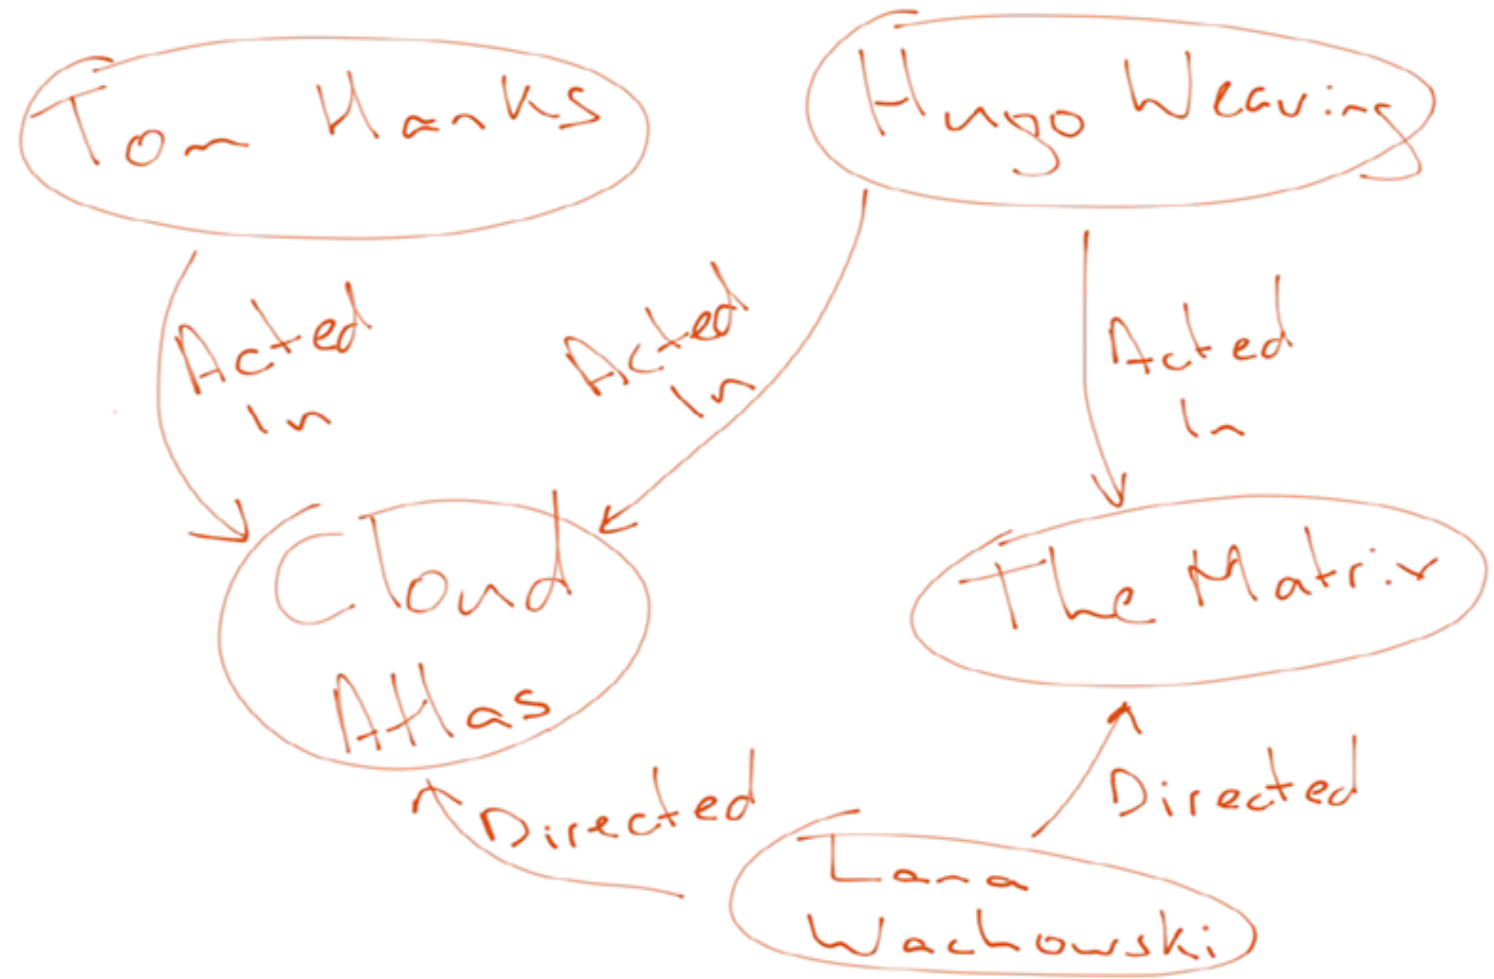 Tom Hanks
Hugo Weaving
Acted
In
Acted
In
Acted
In
Cloud
Atlas
The Matrix
Directed
Directed
Lana
Wachowski